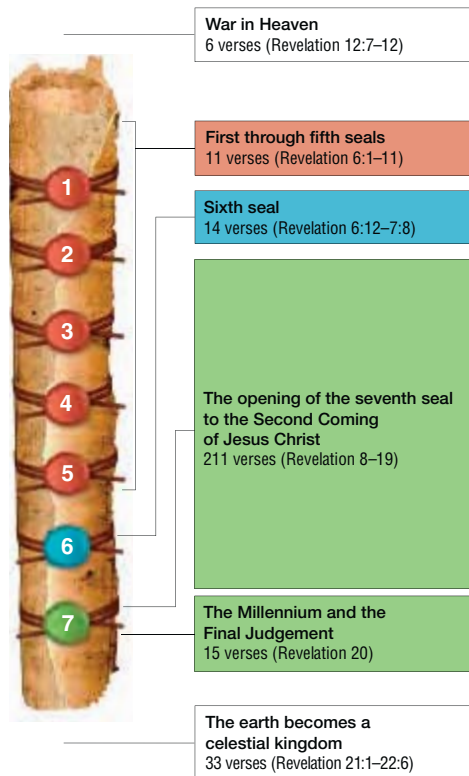 War in Heaven
6 verses (Revelation 12:7–12)
First through fifth seals
11 verses (Revelation 6:1–11)
1
Sixth seal
14 verses (Revelation 6:12–7:8)
2
3
The opening of the seventh seal
to the Second Coming
of Jesus Christ
211 verses (Revelation 8–19)
4
5
6
7
The Millennium and the
Final Judgement
15 verses (Revelation 20)
The earth becomes a
celestial kingdom
33 verses (Revelation 21:1–22:6)